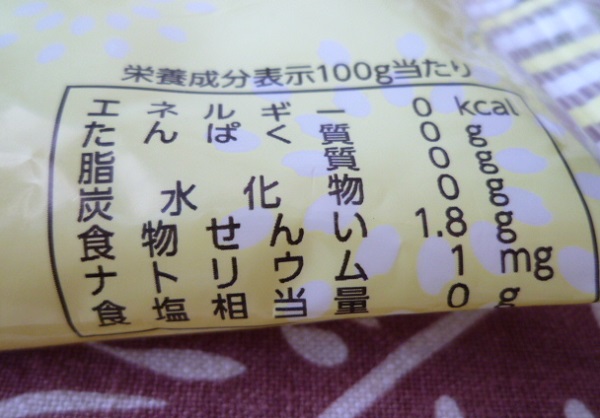 栄養成分表示100g当たり
エネルギー 0 kcal
たんぱく質 0 g
脂質 0 g
炭水化物 0 g
食物せんい 1.8 g
ナトリウム 1 mg
食塩相当量 0 g